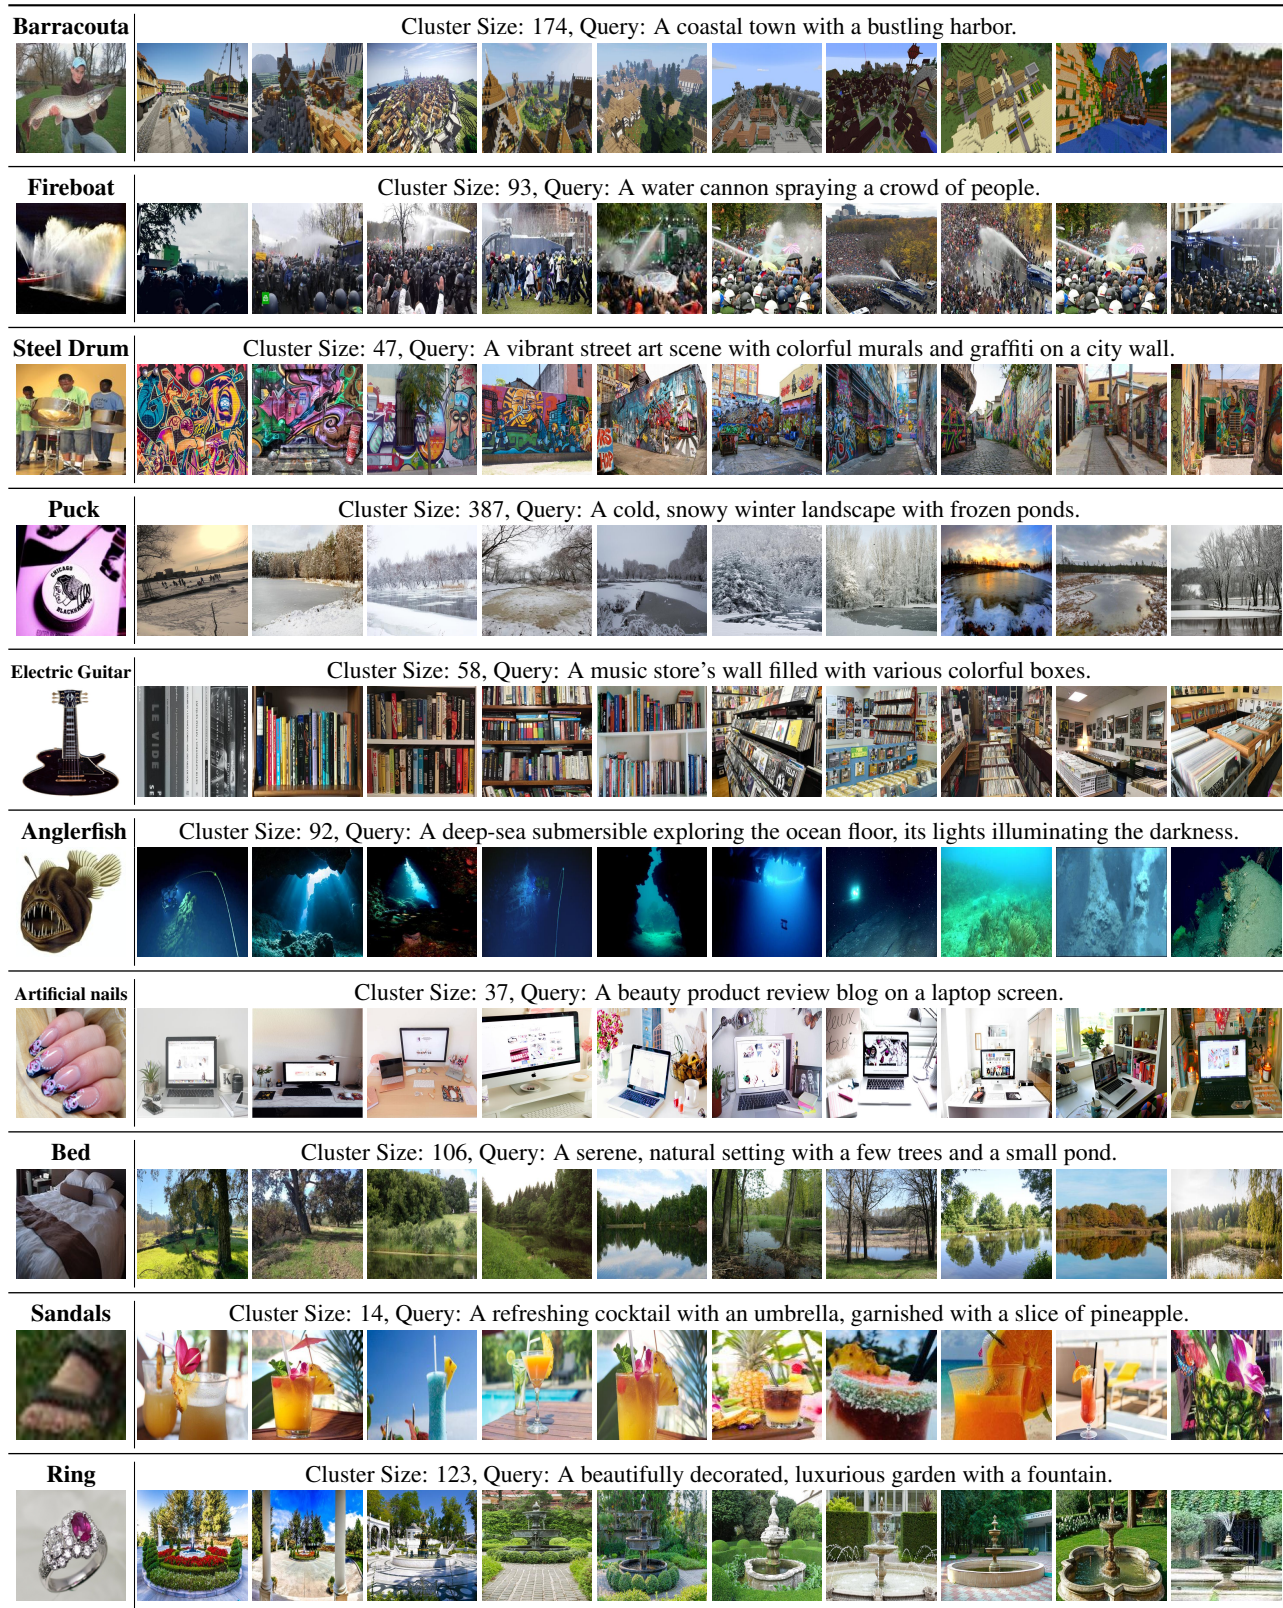 Barracouta
Cluster Size: 174, Query: A coastal town with a bustling harbor.
Fireboat
Cluster Size: 93, Query: A water cannon spraying a crowd of people.
Steel Drum
Cluster Size: 47, Query: A vibrant street art scene with colorful murals and graffiti on a city wall.
Puck
Cluster Size: 387, Query: A cold, snowy winter landscape with frozen ponds.
CHICAGO
BLACKHAWKS
Electric Guitar
Cluster Size: 58, Query: A music store's wall filled with various colorful boxes.
LE VIDE
Anglerfish
Cluster Size: 92, Query: A deep-sea submersible exploring the ocean floor, its lights illuminating the darkness.
Artificial nails
Cluster Size: 37, Query: A beauty product review blog on a laptop screen.
Bed
Cluster Size: 106, Query: A serene, natural setting with a few trees and a small pond.
Sandals
Cluster Size: 14, Query: A refreshing cocktail with an umbrella, garnished with a slice of pineapple.
Ring
Cluster Size: 123, Query: A beautifully decorated, luxurious garden with a fountain.